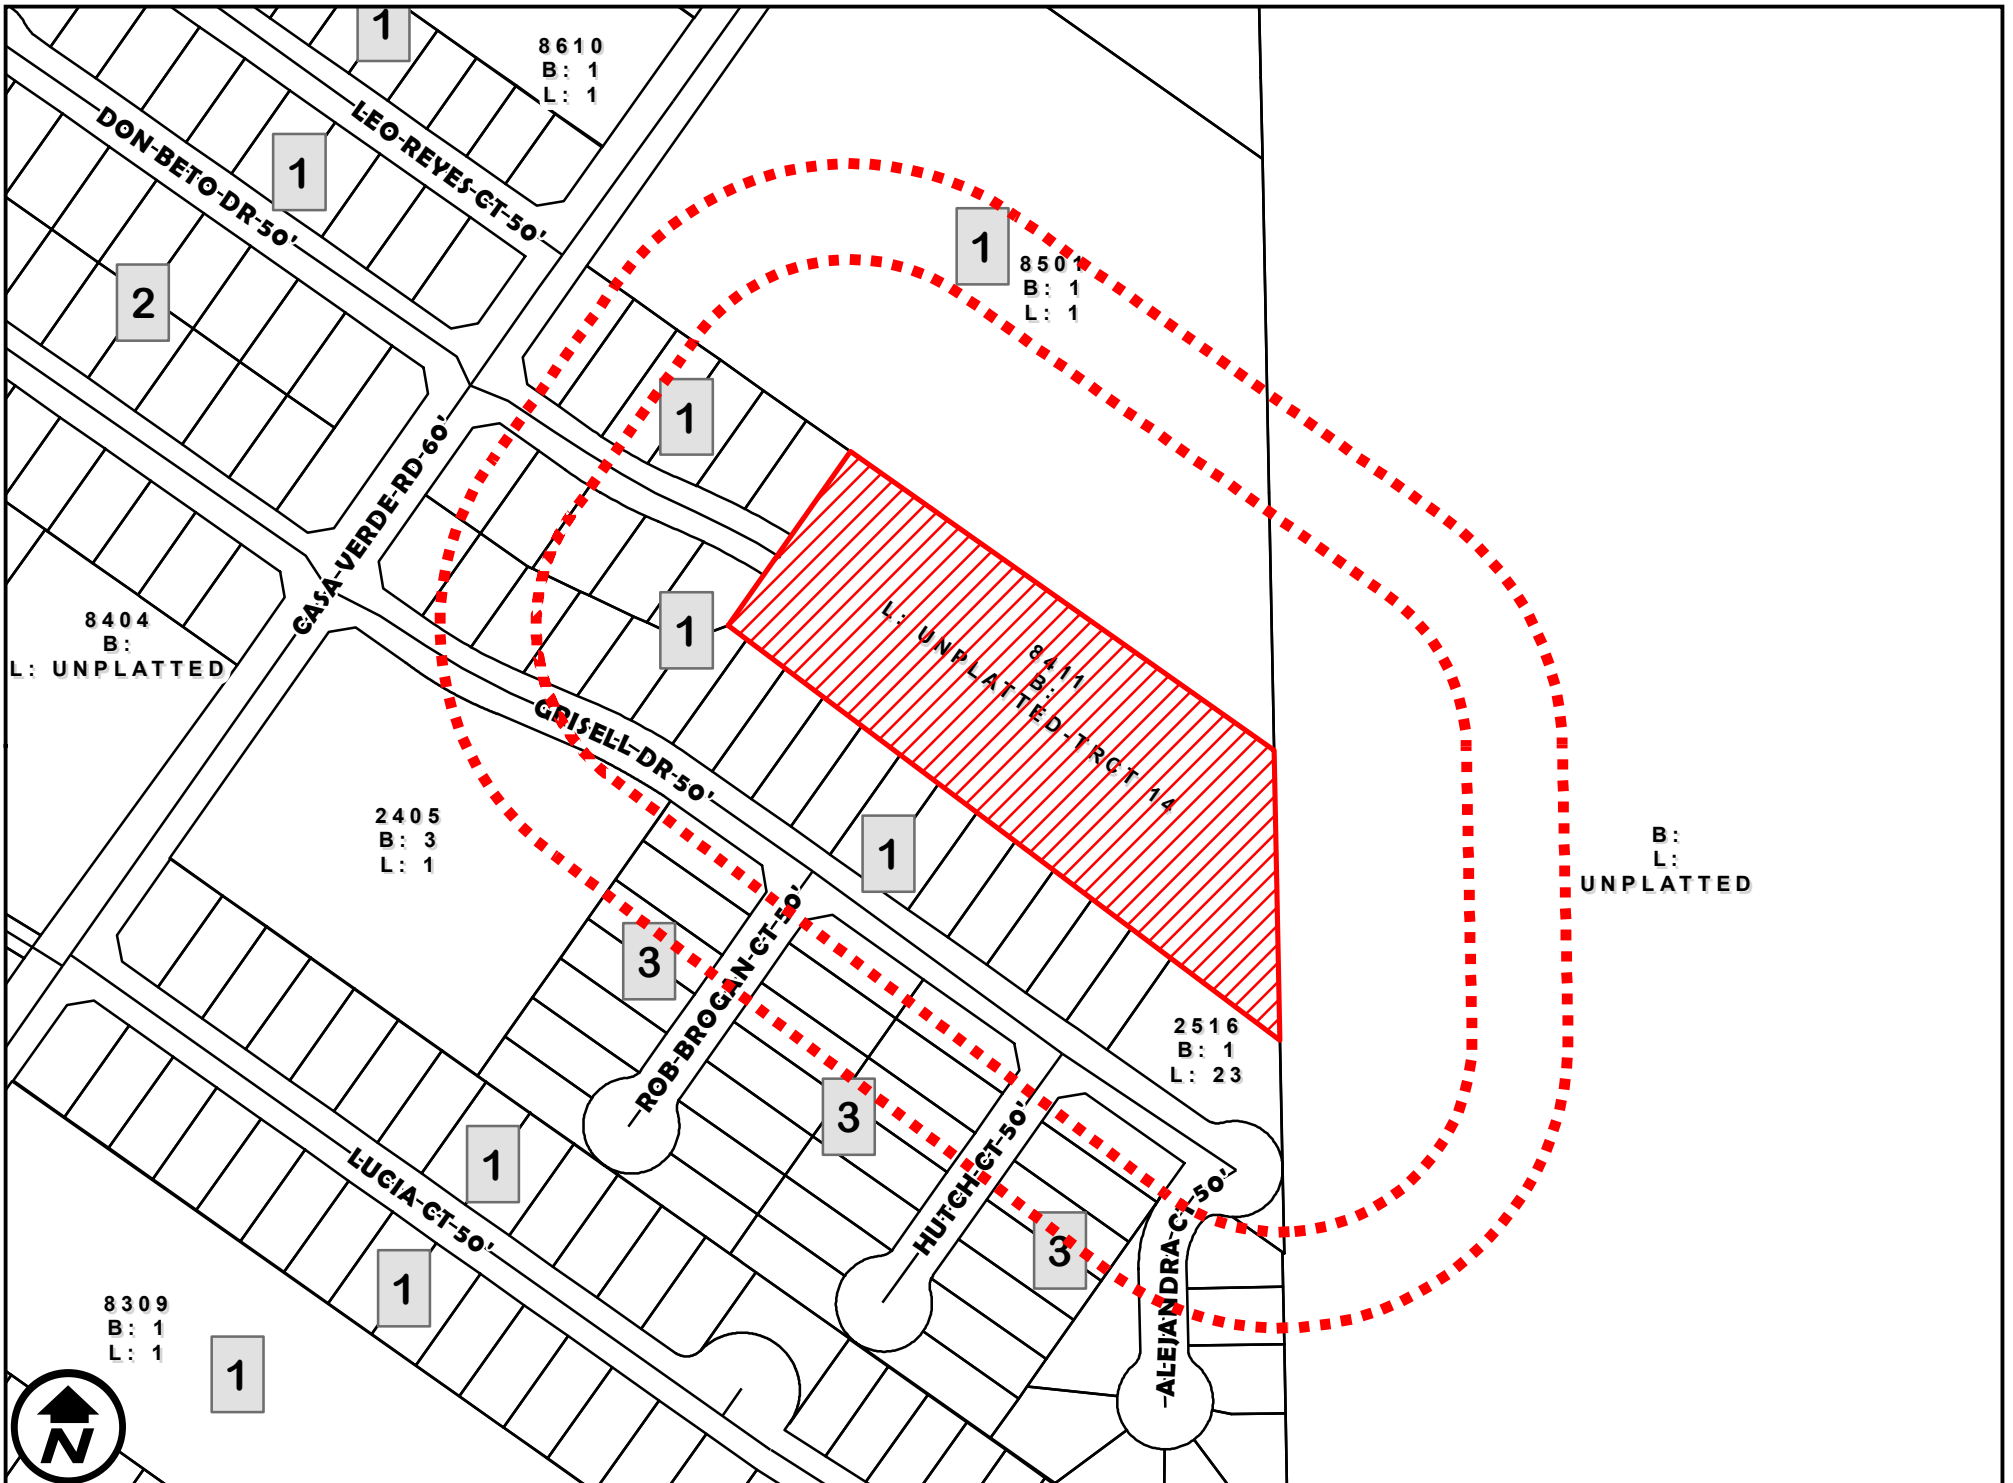 1
8610
B: 1
L: 1
LEO-REYES-CT-50'
DON-BETO-DR-50'
1
2
1
8501
B: 1
L: 1
1
CASA-VERDE-RD-60'
8404
B:
L: UNPLATTED
1
8411
B:
L: UNPLATTED-TRCT 14
GRISELL-DR-50'
2405
B: 3
L: 1
1
B:
L:
UNPLATTED
3
ROB-BROGAN-CT-50'
2516
B: 1
L: 23
3
HUTCH-CT-50'
1
LUCIA-CT-50'
3
ALEJANDRA-CT-50'
1
8309
B: 1
L: 1
1
N